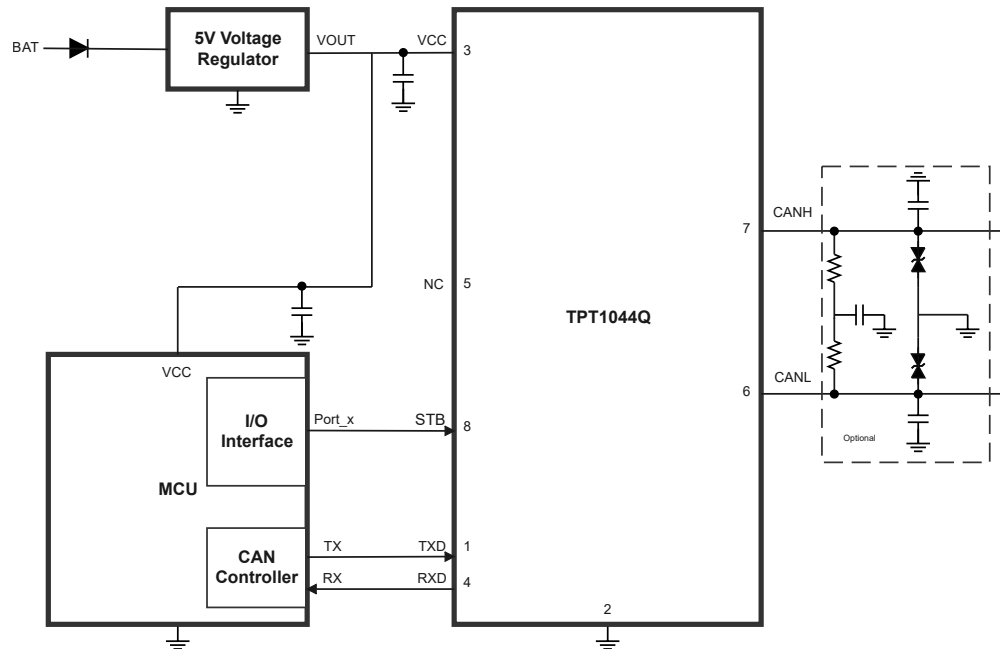 BAT
5V Voltage
Regulator
VOUT
VCC
3
CANH
7
NC
5
TPT1044Q
VCC
CANL
6
I/O
Interface
Port_x
STB
8
Optional
MCU
CAN
Controller
TX
TXD
1
RX
RXD
4
2